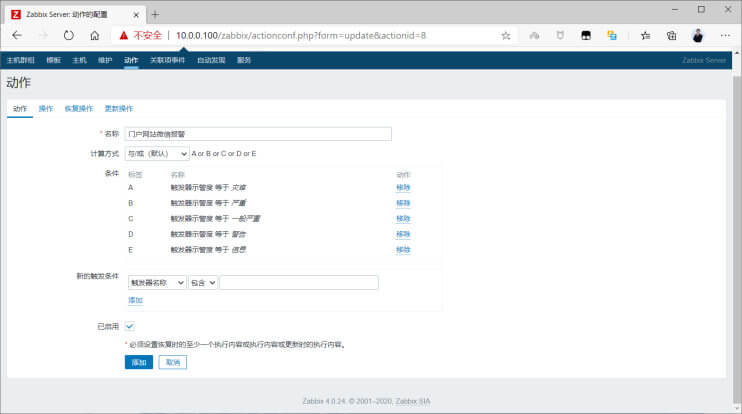 Zabbix Server: 动作的配置
不安全 | 10.0.0.100/zabbix/actionconf.php?form=update&actionid=8
主机群组 模板 主机 维护 动作 关联项事件 自动发现 服务 Zabbix Server
动作
动作 操作 恢复操作 更新操作
* 名称 门户网站微信报警
计算方式 与/或（默认） A or B or C or D or E
条件 标签 名称 动作
A 触发器示警度 等于 灾难 移除
B 触发器示警度 等于 严重 移除
C 触发器示警度 等于 一般严重 移除
D 触发器示警度 等于 警告 移除
E 触发器示警度 等于 信息 移除
新的触发条件 触发器名称 包含
添加
已启用
* 必须设置恢复时的至少一个执行内容或执行内容或更新时的执行内容。
添加 取消
Zabbix 4.0.24. © 2001–2020, Zabbix SIA